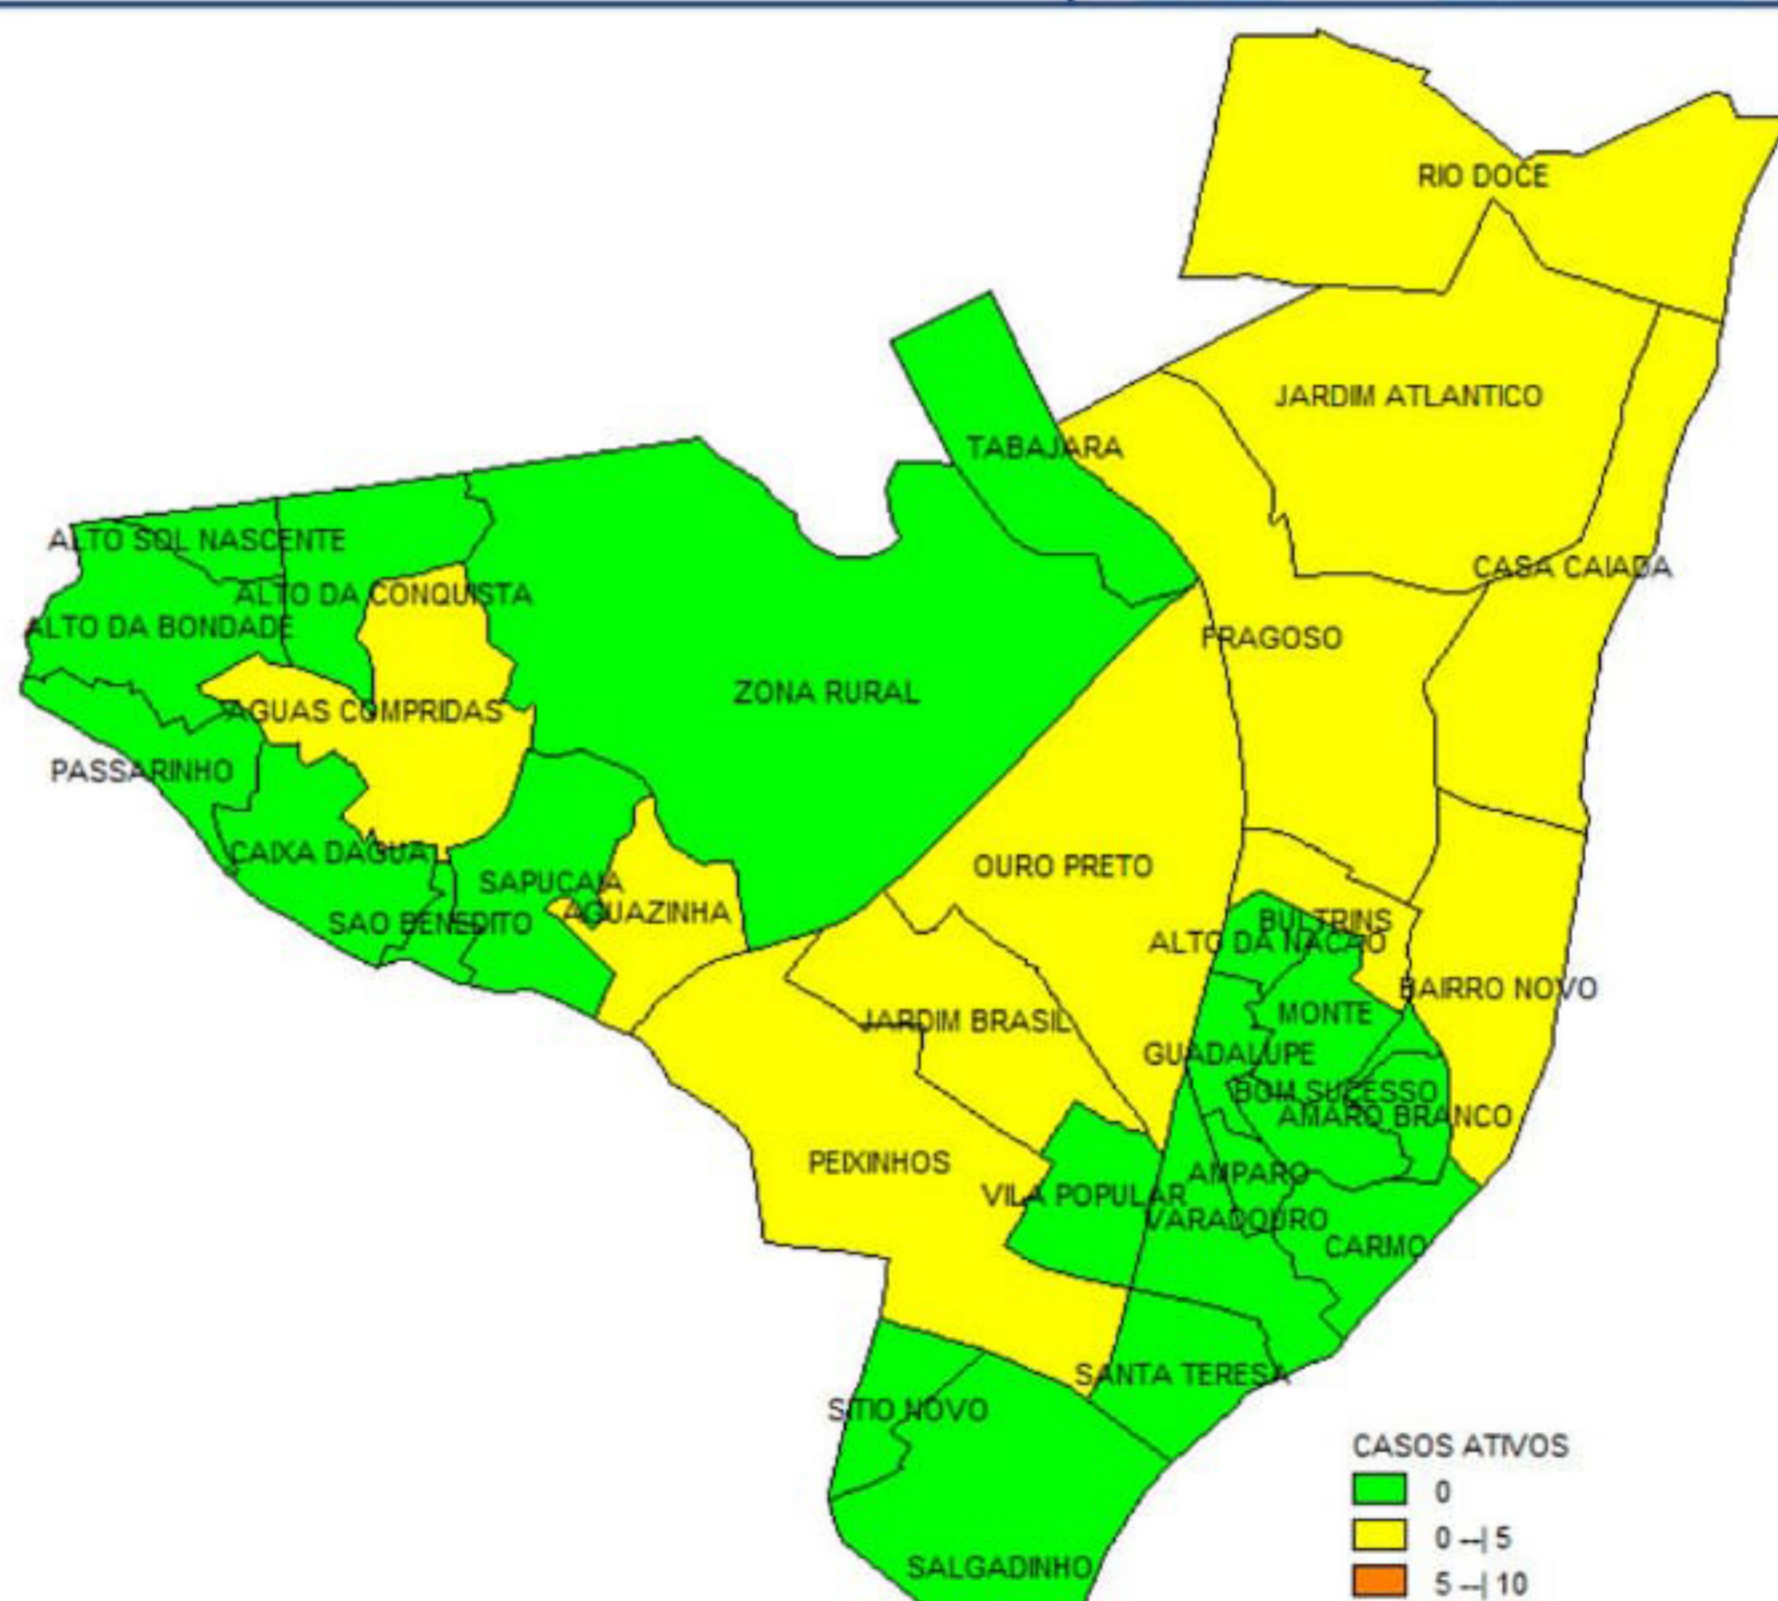 RIO DOCE
JARDIM ATLANTICO
TABAJARA
ALTO SOL NASCENTE
CASA CAIADA
ALTO DA CONQUISTA
ALTO DA BONDADE
FRAGOSO
ZONA RURAL
AGUAS COMPRIDAS
PASSARINHO
CAIXA DAGUA
OURO PRETO
SAPUCAIA
AGUAZINHA
SAO BENEDITO
BULTRINS
ALTO DA NACAO
BAIRRO NOVO
MONTE
JARDIM BRASIL
GUADALUPE
BOM SUCESSO
AMARO BRANCO
PEIXINHOS
AMPARO
VILA POPULAR
VARADOURO
CARMO
SANTA TERESA
SITIO NOVO
CASOS ATIVOS
0
0 --| 5
SALGADINHO
5 --| 10